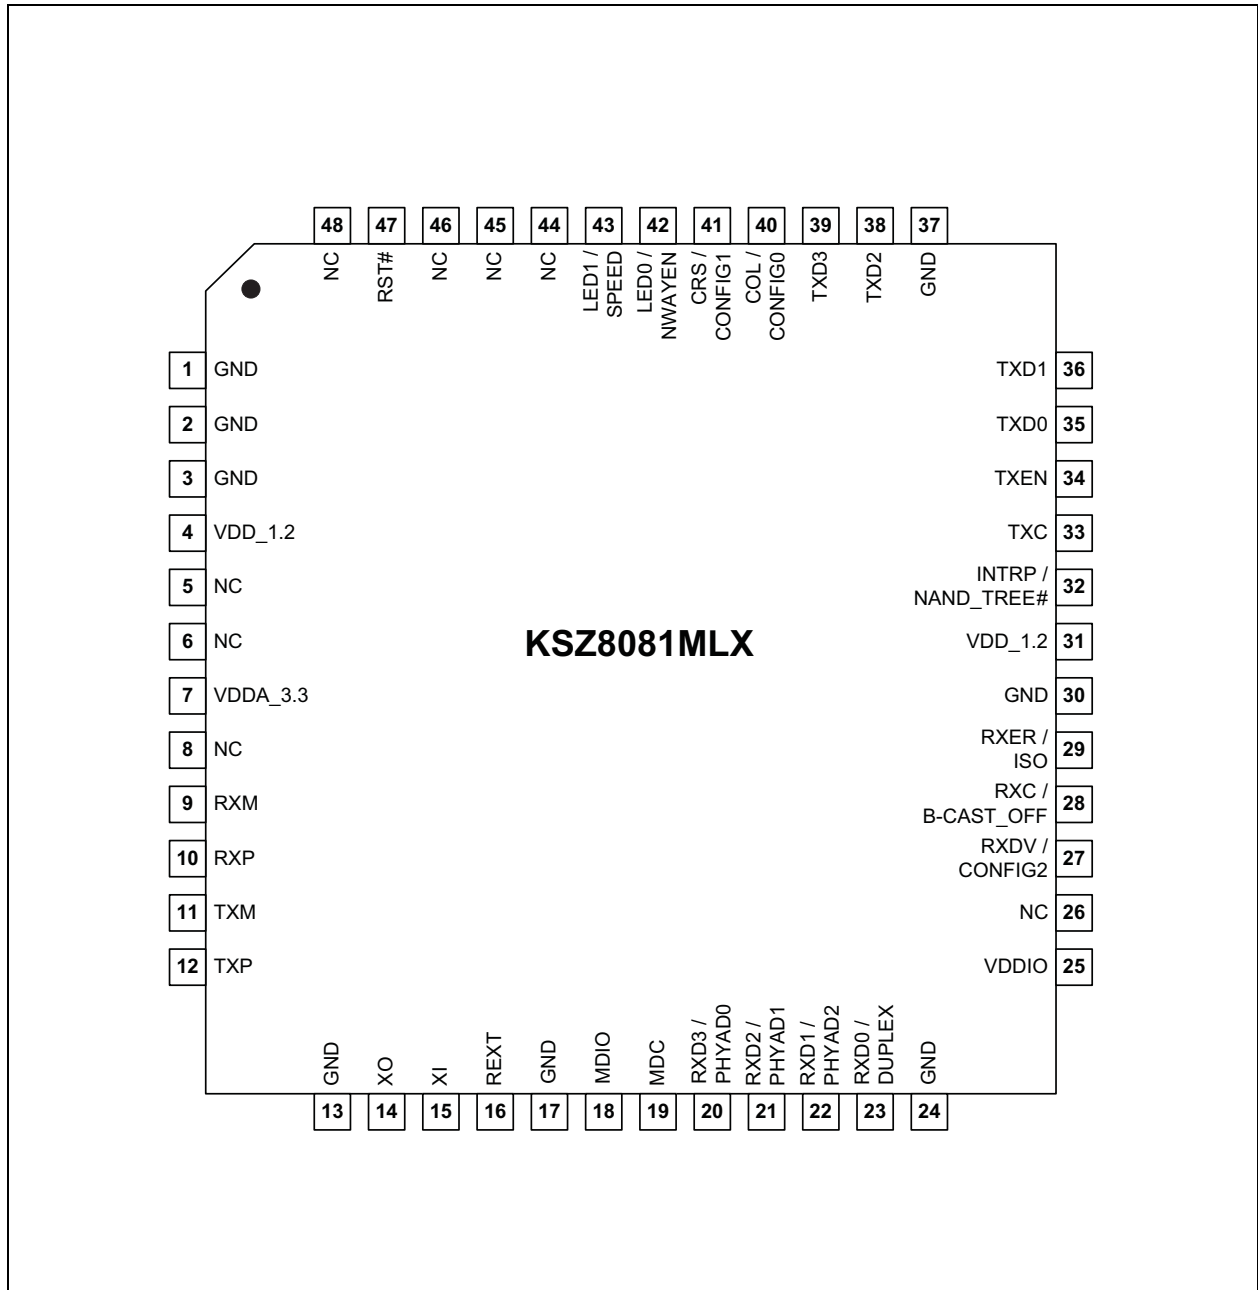 48 47 46 45 44 43 42 41 40 39 38 37
NC
RST#
NC
NC
NC
LED1 /
SPEED
LED0 /
NWAYEN
CRS /
CONFIG1
COL /
CONFIG0
TXD3
TXD2
GND
1 GND
2 GND
3 GND
4 VDD_1.2
5 NC
6 NC
7 VDDA_3.3
8 NC
9 RXM
10 RXP
11 TXM
12 TXP
KSZ8081MLX
TXD1 36
TXD0 35
TXEN 34
TXC 33
INTRP /
NAND_TREE# 32
VDD_1.2 31
GND 30
RXER /
ISO 29
RXC /
B-CAST_OFF 28
RXDV /
CONFIG2 27
NC 26
VDDIO 25
GND
XO
XI
REXT
GND
MDIO
MDC
RXD3 /
PHYAD0
RXD2 /
PHYAD1
RXD1 /
PHYAD2
RXD0 /
DUPLEX
GND
13 14 15 16 17 18 19 20 21 22 23 24